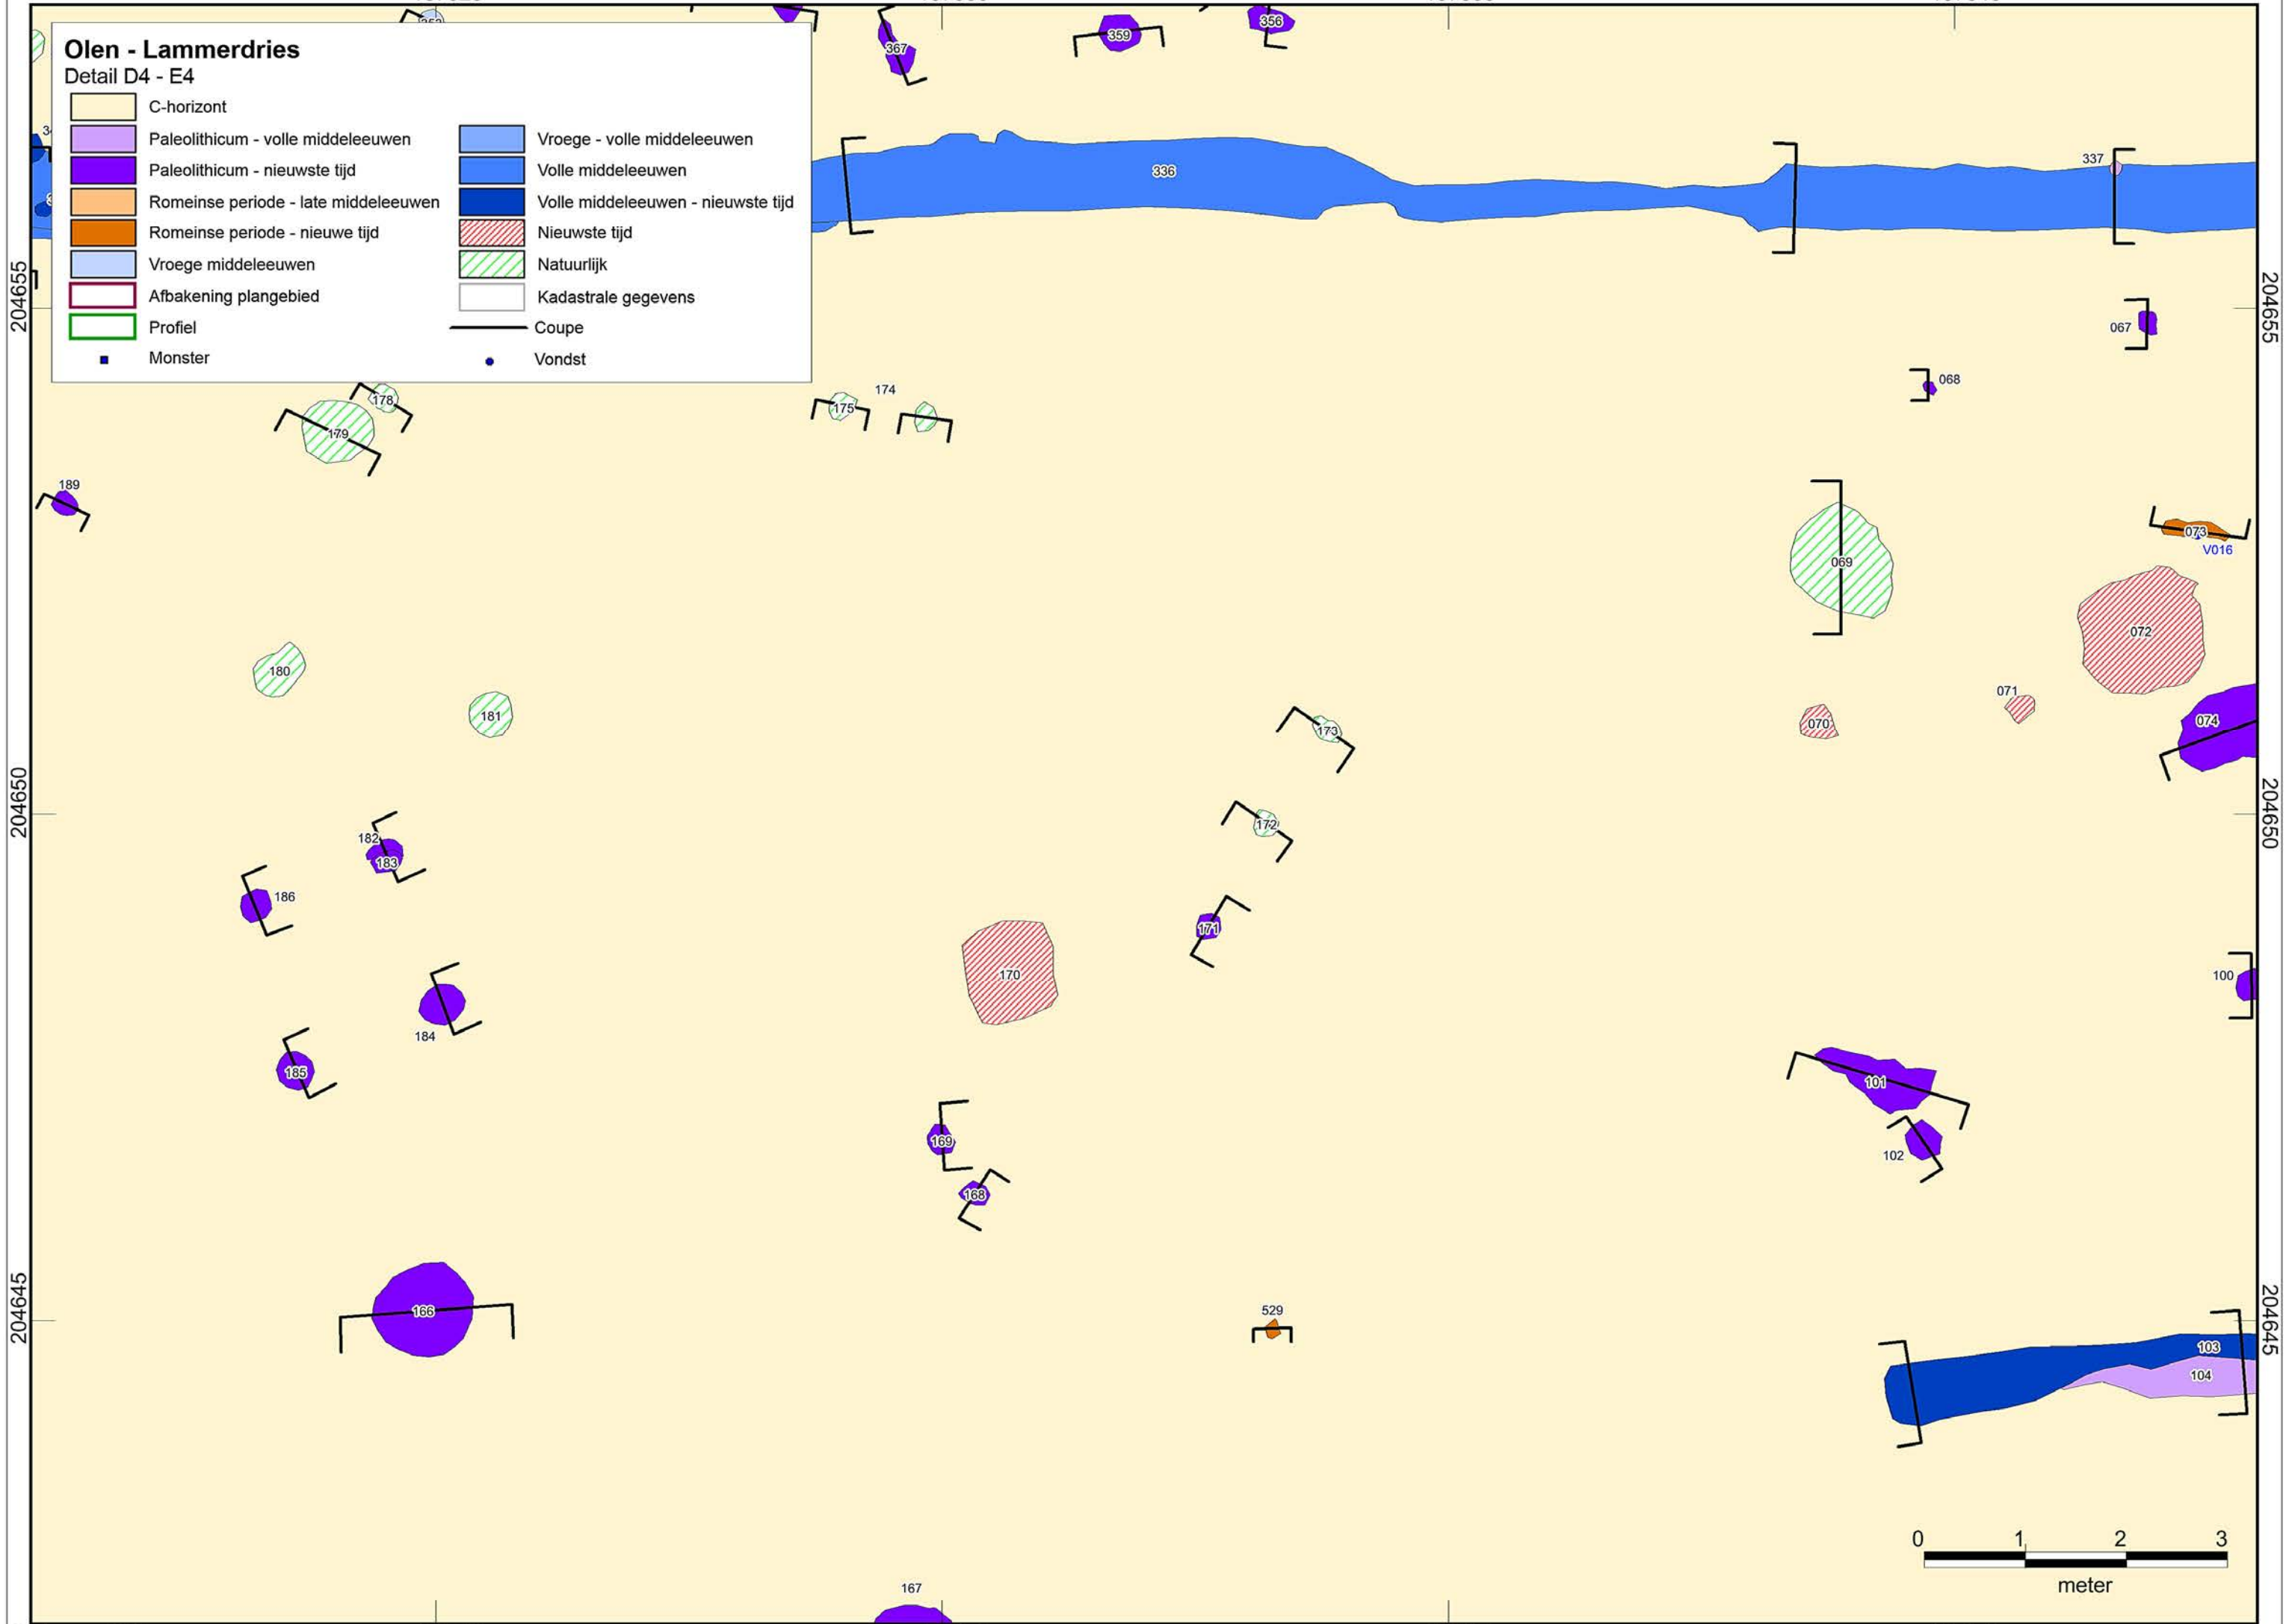 359
356
367
Olen - Lammerdries
Detail D4 - E4
C-horizont
Paleolithicum - volle middeleeuwen
Paleolithicum - nieuwste tijd
Romeinse periode - late middeleeuwen
Romeinse periode - nieuwe tijd
Vroege middeleeuwen
Afbakening plangebied
Profiel
Monster
Vroege - volle middeleeuwen
Volle middeleeuwen
Volle middeleeuwen - nieuwste tijd
Nieuwste tijd
Natuurlijk
Kadastrale gegevens
Coupe
Vondst
336
337
204655
204655
067
068
178
174
175
179
189
073
V016
069
072
180
181
071
070
074
173
204650
204650
172
182
183
186
171
170
100
184
185
101
169
102
168
166
529
204645
204645
103
104
0 1 2 3
meter
167